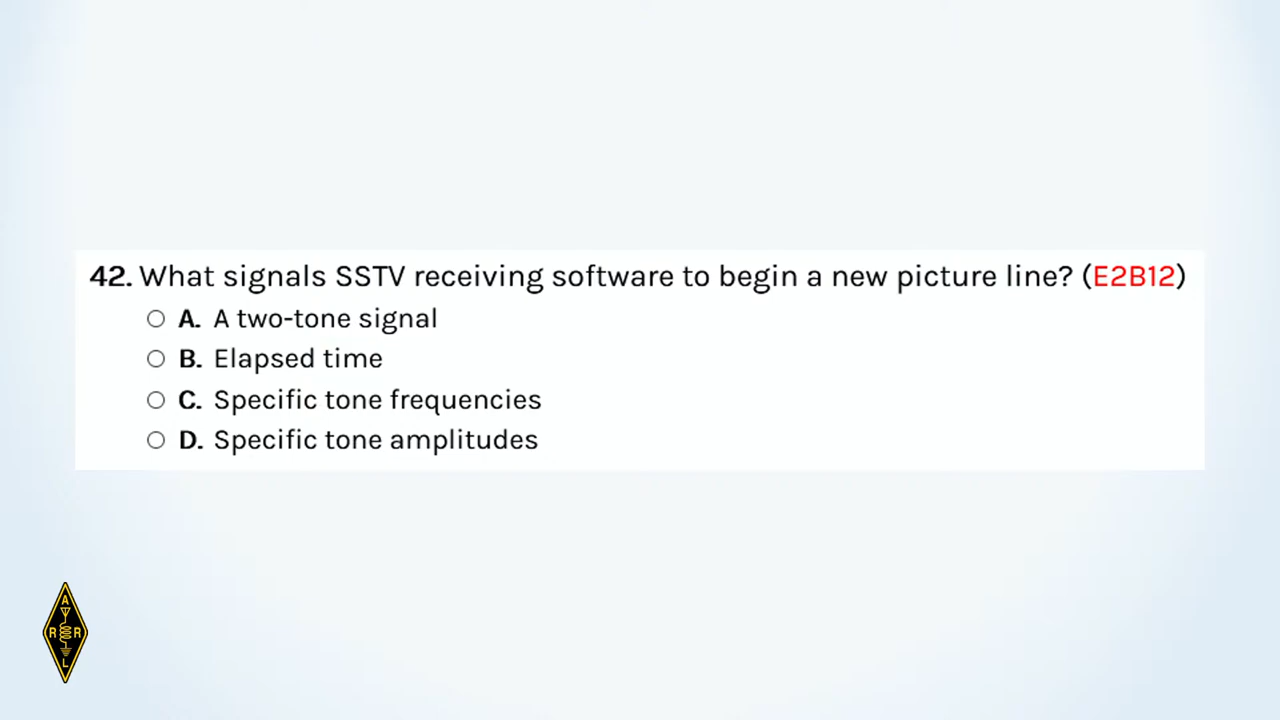 42. What signals SSTV receiving software to begin a new picture line? (E2B12)
A. A two-tone signal
B. Elapsed time
C. Specific tone frequencies
D. Specific tone amplitudes
A
R R
L